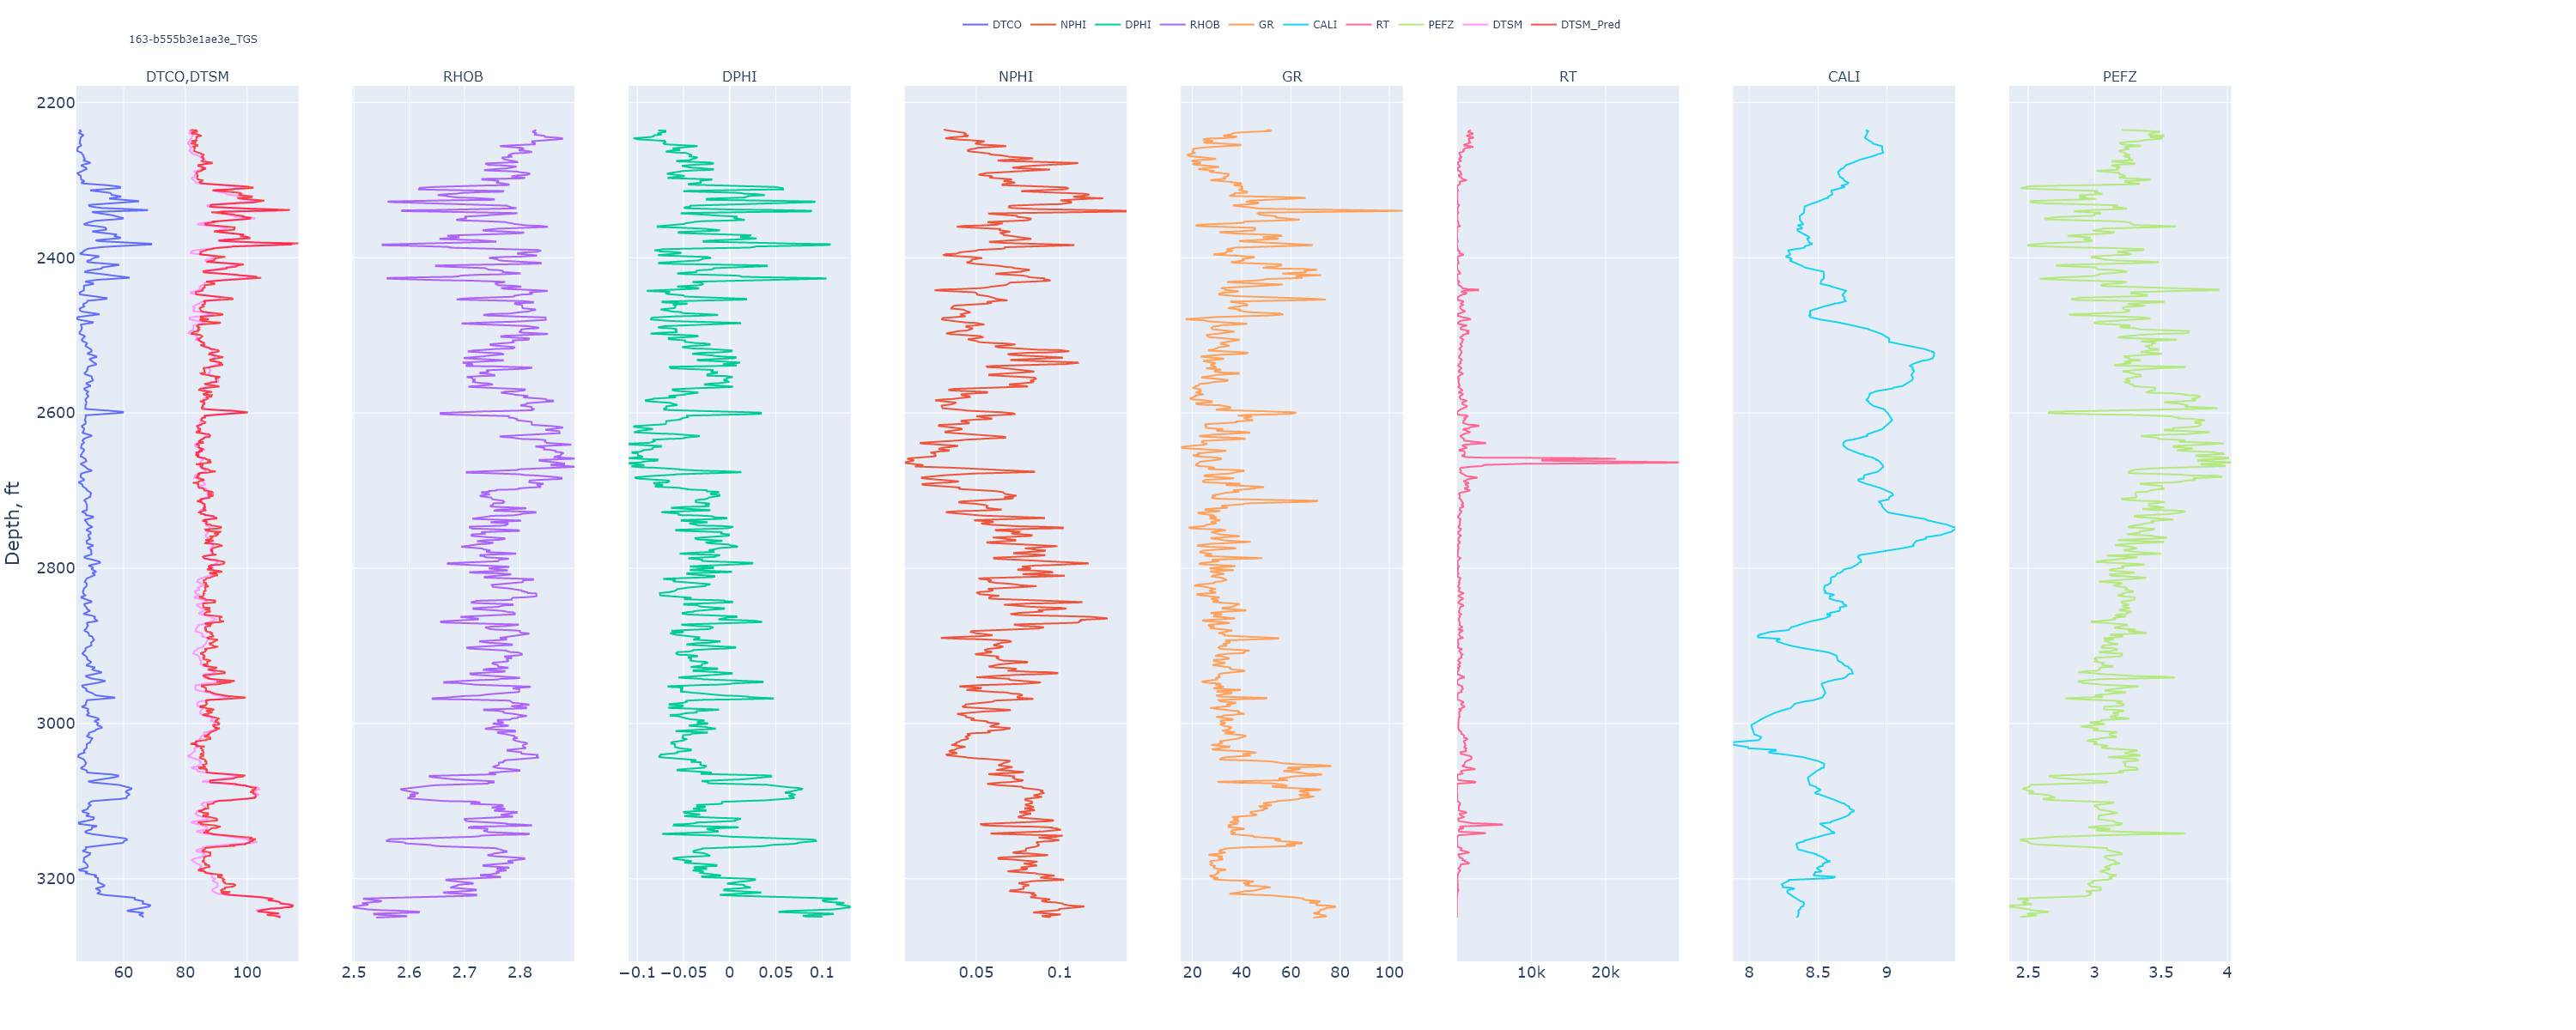 DTCO NPHI DPHI RHOB GR CALI RT PEFZ DTSM DTSM_Pred
163-b555b3e1ae3e_TGS
DTCO,DTSM RHOB DPHI NPHI GR RT CALI PEFZ
2200
2400
2600
2800
3000
3200
Depth, ft
60 80 100 2.5 2.6 2.7 2.8 −0.1 −0.05 0 0.05 0.1 0.05 0.1 20 40 60 80 100 10k 20k 8 8.5 9 2.5 3 3.5 4